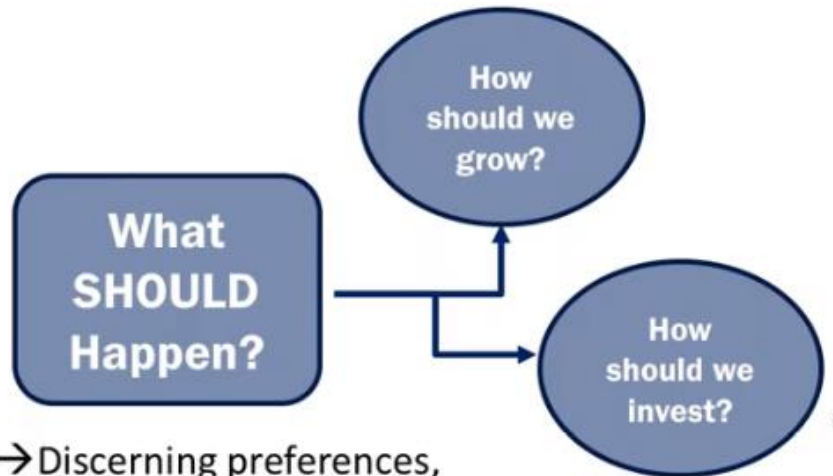 How
should we
grow?
What
SHOULD
Happen?
How
should we
invest?
→Discerning preferences,